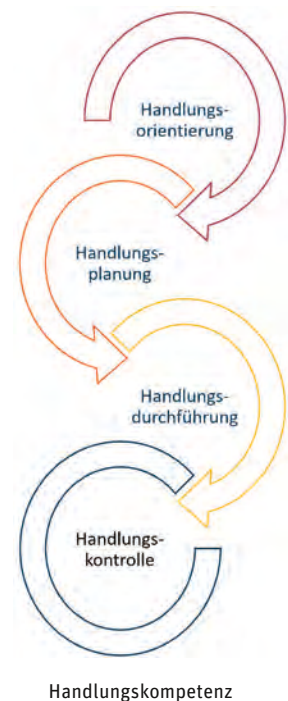 Handlungs-
orientierung
Handlungs-
planung
Handlungs-
durchführung
Handlungs-
kontrolle
Handlungskompetenz